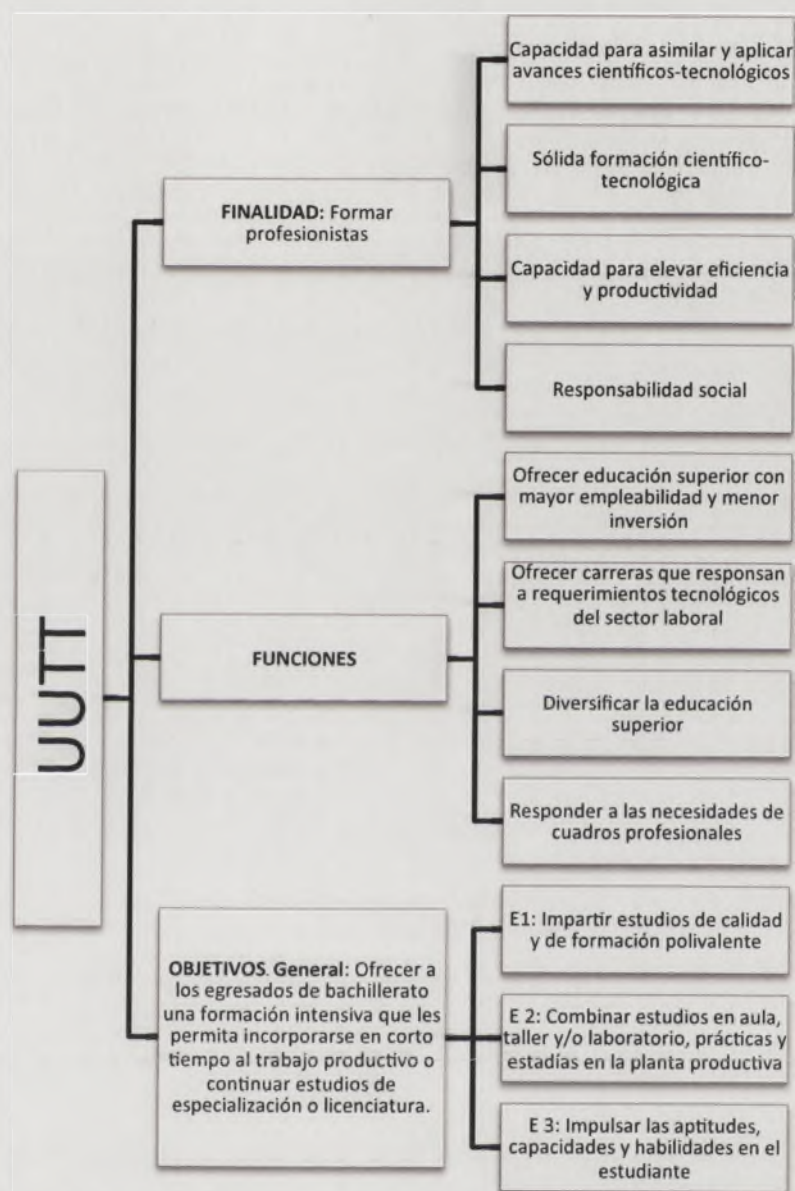 UUTT
FINALIDAD: Formar
profesionistas
Capacidad para asimilar y aplicar
avances científicos-tecnológicos
Sólida formación científico-
tecnológica
Capacidad para elevar eficiencia
y productividad
Responsabilidad social
FUNCIONES
Ofrecer educación superior con
mayor empleabilidad y menor
inversión
Ofrecer carreras que responsan
a requerimientos tecnológicos
del sector laboral
Diversificar la educación
superior
Responder a las necesidades de
cuadros profesionales
OBJETIVOS. General: Ofrecer a
los egresados de bachillerato
una formación intensiva que les
permita incorporarse en corto
tiempo al trabajo productivo o
continuar estudios de
especialización o licenciatura.
E1: Impartir estudios de calidad
y de formación polivalente
E 2: Combinar estudios en aula,
taller y/o laboratorio, prácticas y
estadías en la planta productiva
E 3: Impulsar las aptitudes,
capacidades y habilidades en el
estudiante